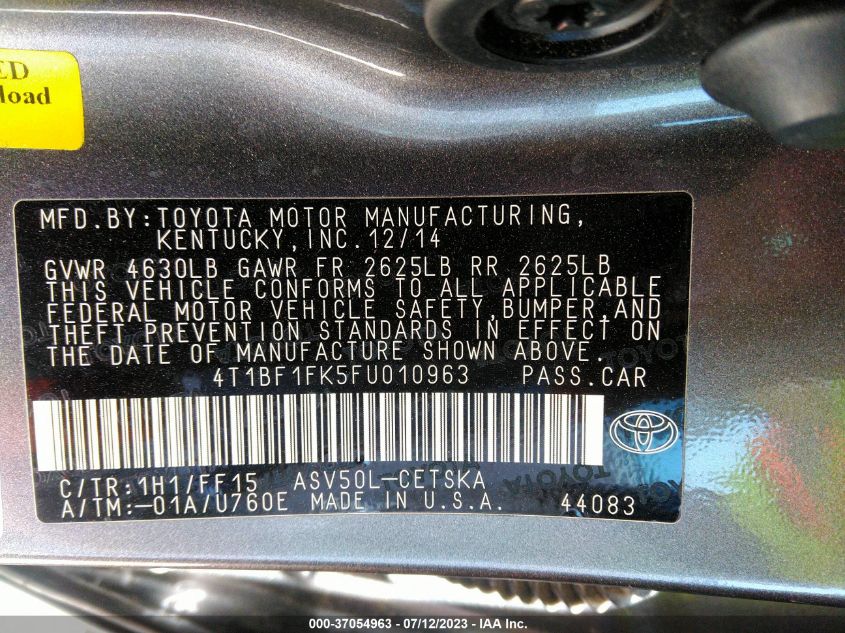 ED
load
MFD.BY:TOYOTA MOTOR MANUFACTURING,
KENTUCKY,INC.12/14
GVWR 4630LB GAWR FR 2625LB RR 2625LB
THIS VEHICLE CONFORMS TO ALL APPLICABLE
FEDERAL MOTOR VEHICLE SAFETY,BUMPER,AND
THEFT PREVENTION STANDARDS IN EFFECT ON
THE DATE OF MANUFACTURE SHOWN ABOVE.
4T1BF1FK5FU010963 PASS.CAR
C/TR:1H1/FF15 ASV50L-CETSKA
A/TM:-01A/U760E MADE IN U.S.A. 44083
000-37054963 - 07/12/2023 - IAA Inc.